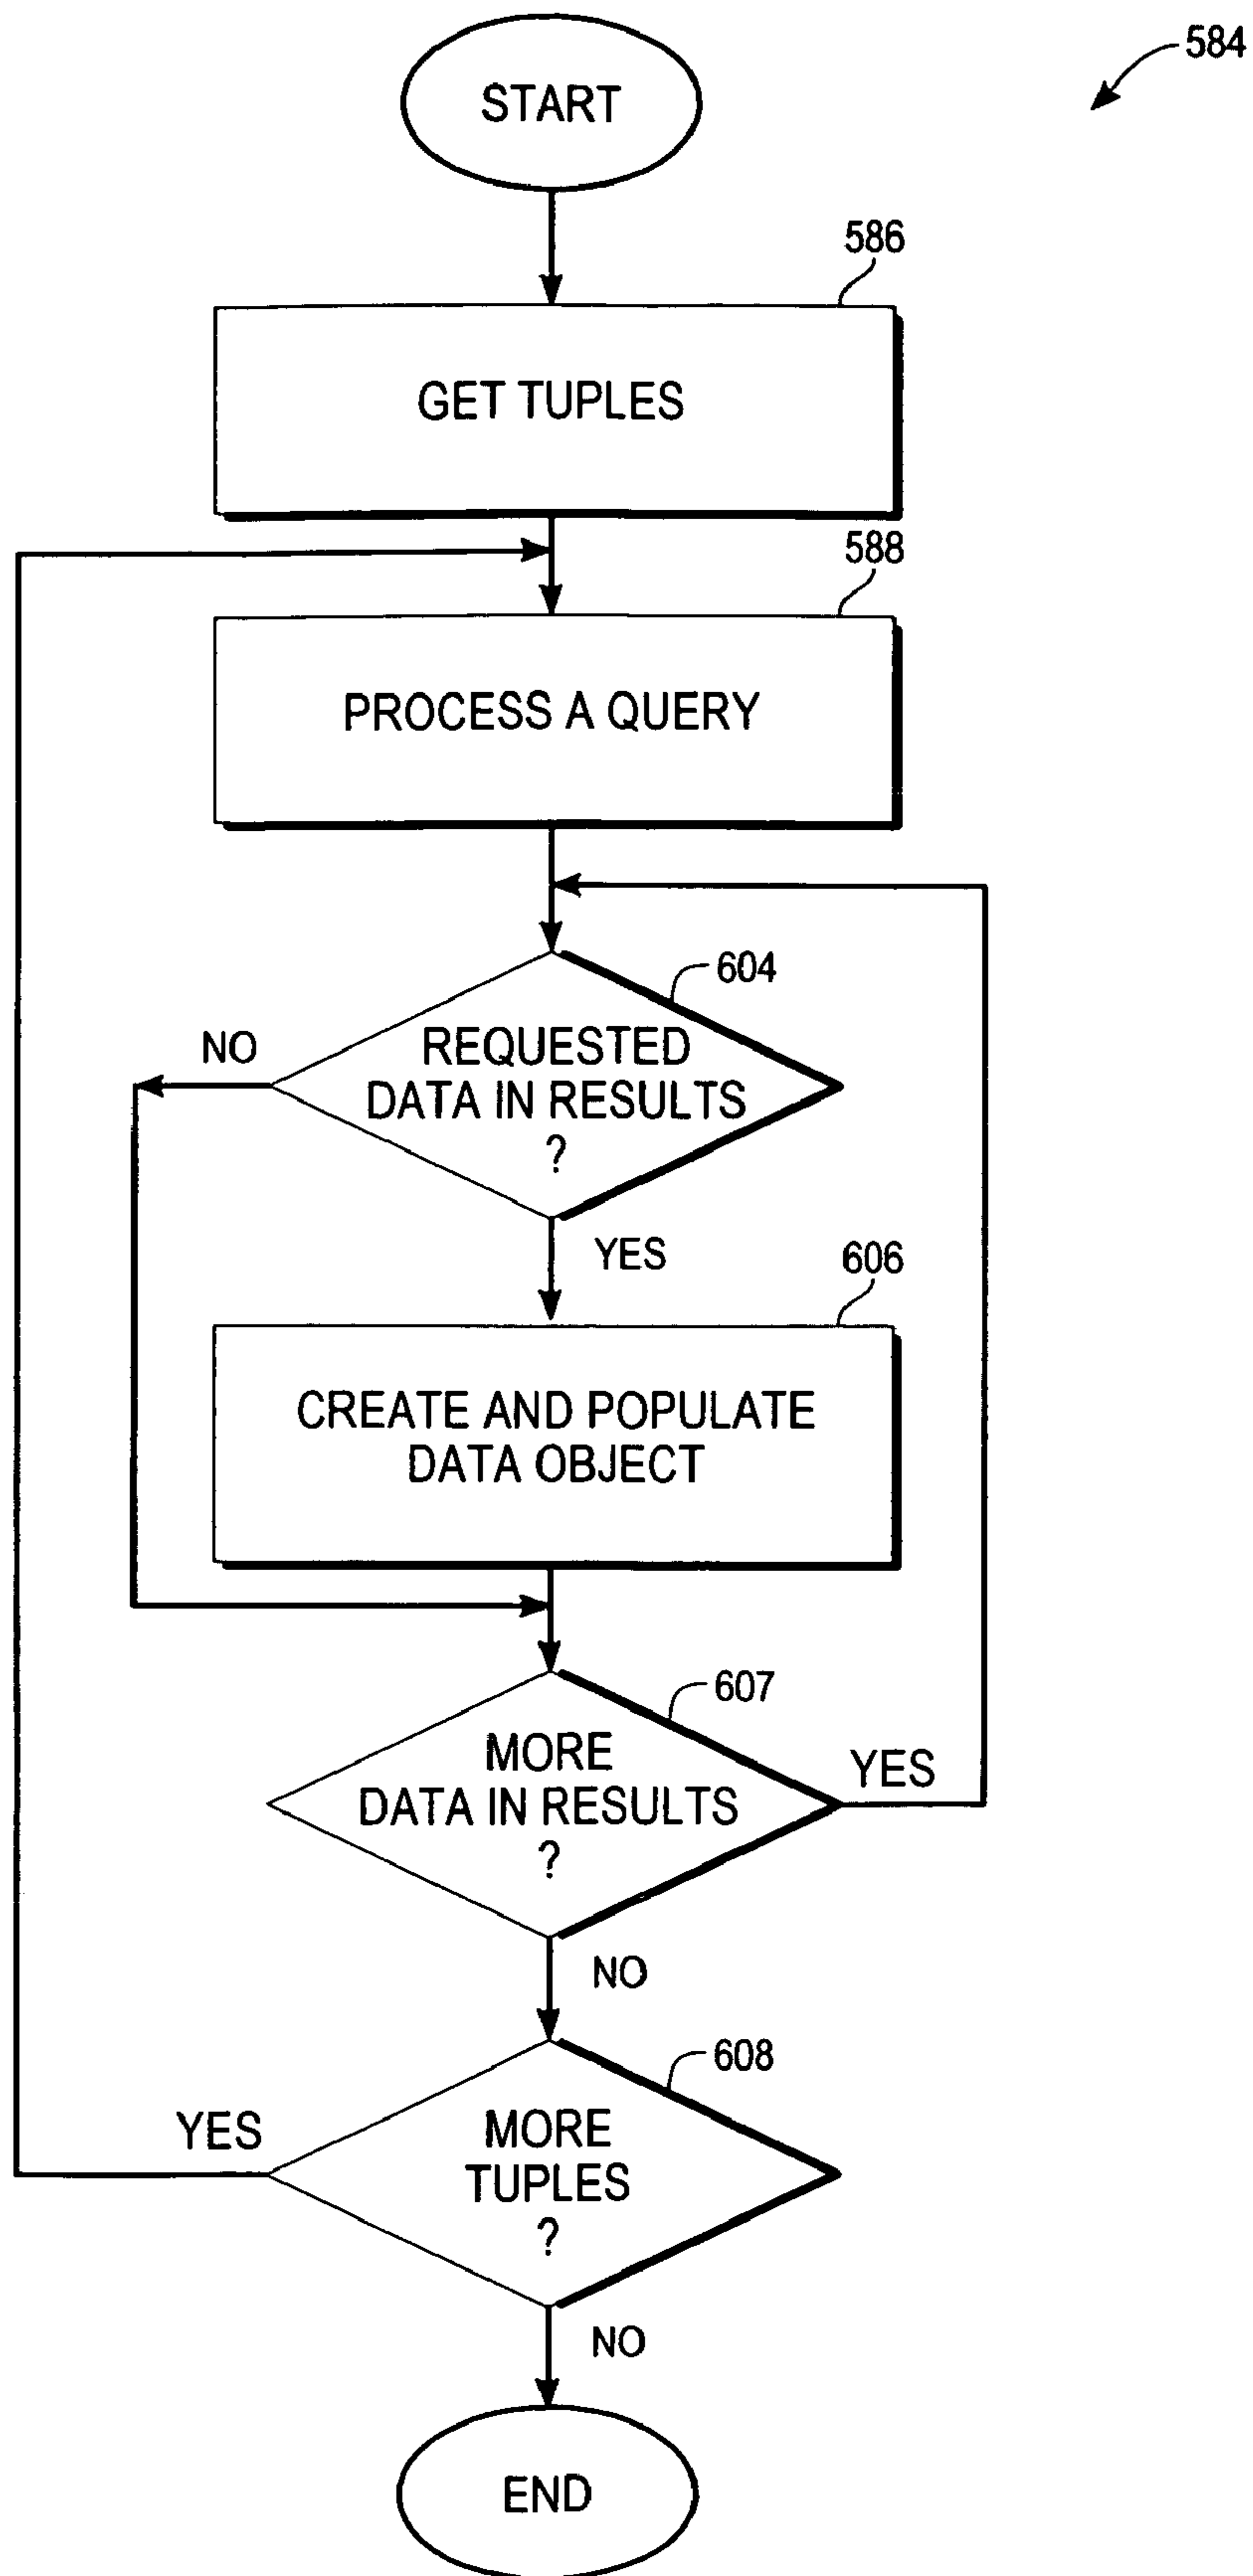 584
START
586
GET TUPLES
588
PROCESS A QUERY
604
NO
REQUESTED
DATA IN RESULTS
?
YES
606
CREATE AND POPULATE
DATA OBJECT
607
MORE
DATA IN RESULTS
?
YES
NO
608
YES
MORE
TUPLES
?
NO
END